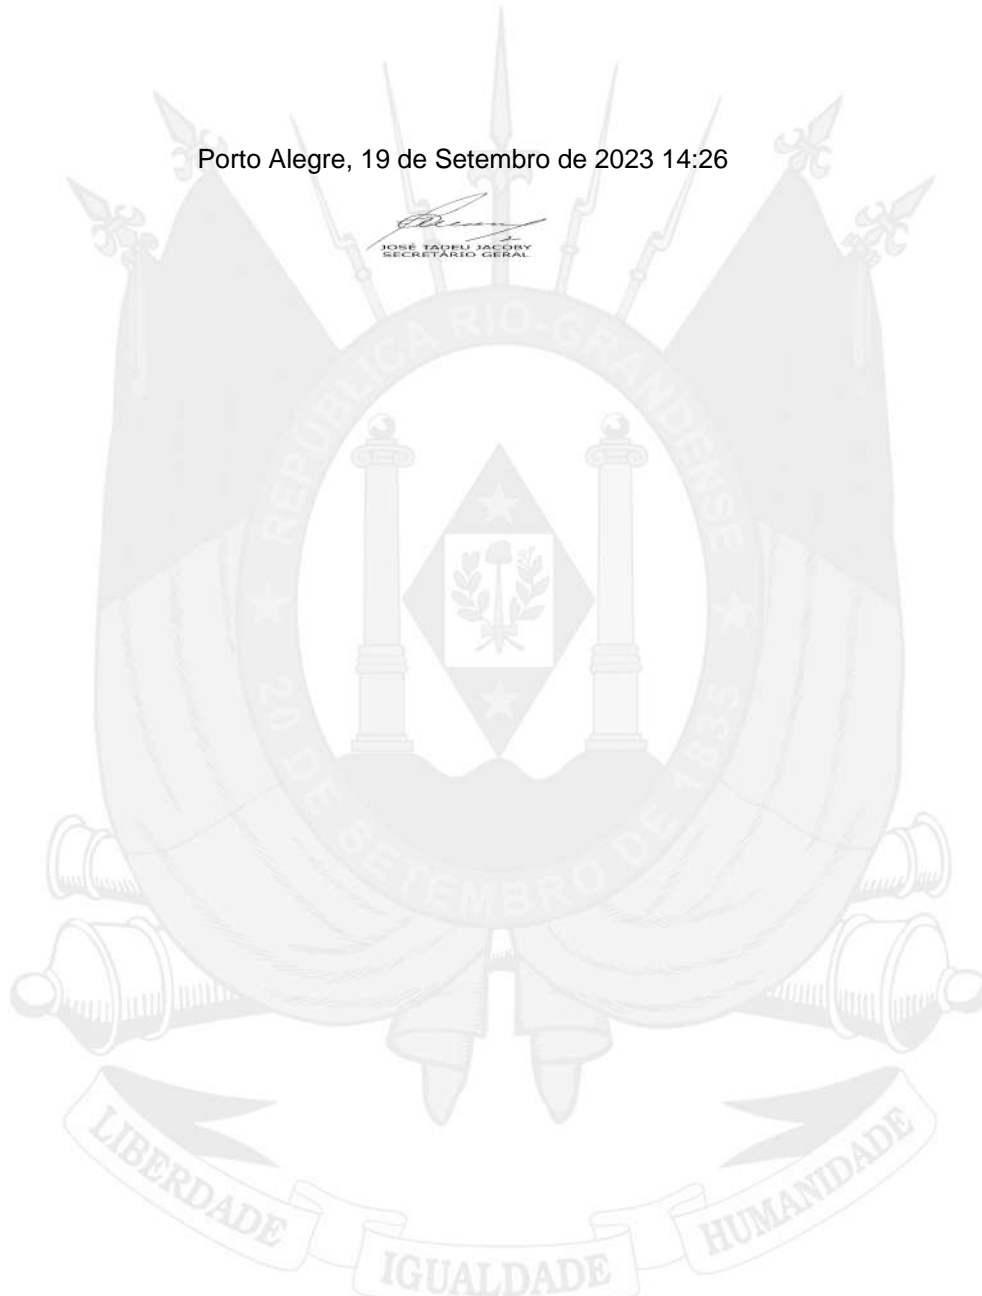 Porto Alegre, 19 de Setembro de 2023 14:26
JOSÉ TADEU JACOBY
SECRETÁRIO GERAL
REPÚBLICA RIO-GRANDENSE
20 DE SETEMBRO DE 1835
LIBERDADE
IGUALDADE
HUMANIDADE